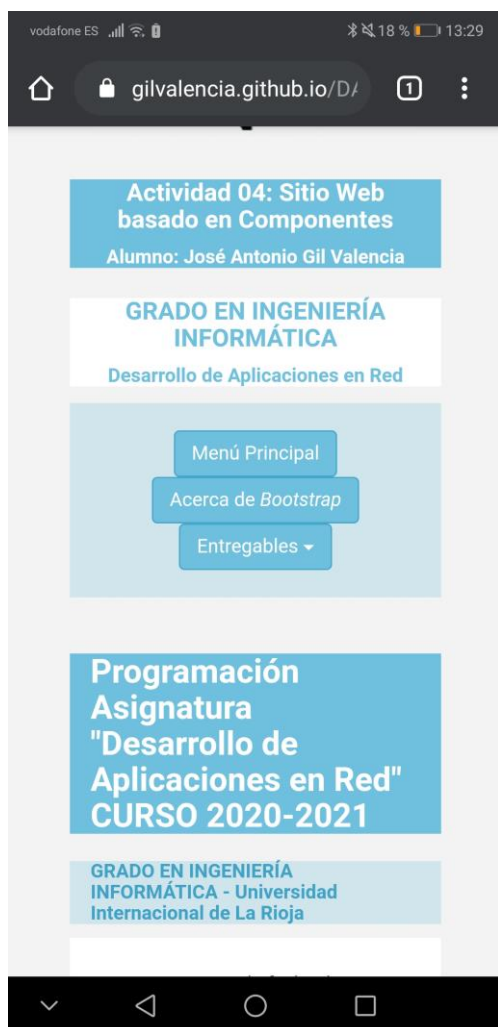 vodafone ES 18 % 13:29
gilvalencia.github.io/DA 1
Actividad 04: Sitio Web
basado en Componentes
Alumno: José Antonio Gil Valencia
GRADO EN INGENIERÍA
INFORMÁTICA
Desarrollo de Aplicaciones en Red
Menú Principal
Acerca de Bootstrap
Entregables
Programación
Asignatura
"Desarrollo de
Aplicaciones en Red"
CURSO 2020-2021
GRADO EN INGENIERÍA
INFORMÁTICA - Universidad
Internacional de La Rioja